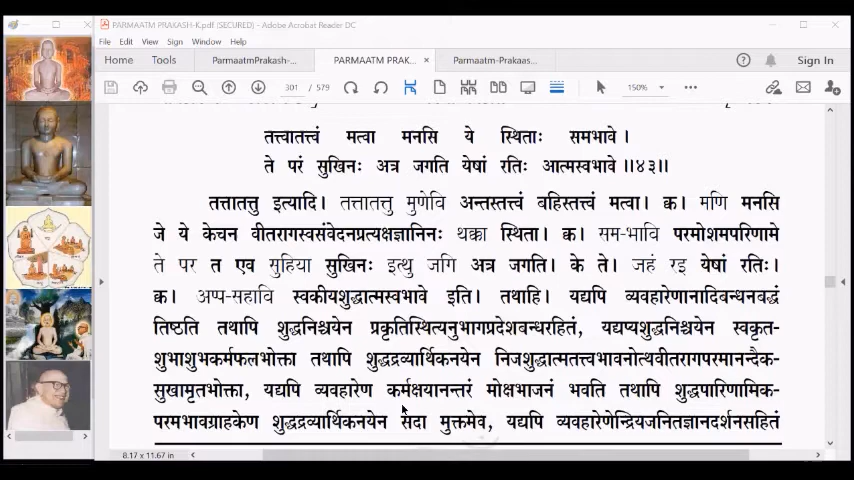 PARMAATM PRAKASH-K.pdf (SECURED) - Adobe Acrobat Reader DC
File Edit View Sign Window Help
Home Tools ParmaatmPrakash-... PARMAATM PRAK... × Parmaatm-Prakaas...
Sign In
301 / 579 150%
तत्त्वातत्त्वं मत्वा मनसि ये स्थिताः समभावे ।
ते परं सुखिनः अत्र जगति येषां रतिः आत्मस्वभावे ॥४३॥
तत्तातत्तु इत्यादि। तत्तातत्तु मुणेवि अन्तस्तत्त्वं बहिस्तत्त्वं मत्वा। क्व। मणि मनसि
जे ये केचन वीतरागस्वसंवेदनप्रत्यक्षज्ञानिनः थक्का स्थिता। क्व। सम-भावि परमोशमपरिणामे
ते पर त एव सुहिया सुखिनः इत्थु जगि अत्र जगति। के ते। जहं रइ येषां रतिः।
क्व। अप्प-सहावि स्वकीयशुद्धात्मस्वभावे इति। तथाहि। यद्यपि व्यवहारेणानादिबन्धनबद्धं
तिष्ठति तथापि शुद्धनिश्चयेन प्रकृतिस्थित्यनुभागप्रदेशबन्धरहितं, यद्यप्यशुद्धनिश्चयेन स्वकृत-
शुभाशुभकर्मफलभोक्ता तथापि शुद्धद्रव्यार्थिकनयेन निजशुद्धात्मतत्त्वभावनोत्थवीतरागपरमानन्दैक-
सुखामृतभोक्ता, यद्यपि व्यवहारेण कर्मक्षयानन्तरं मोक्षभाजनं भवति तथापि शुद्धपारिणामिक-
परमभावग्राहकेण शुद्धद्रव्यार्थिकनयेन सदा मुक्तमेव, यद्यपि व्यवहारेणेन्द्रियजनितज्ञानदर्शनसहितं
8.17 x 11.67 in